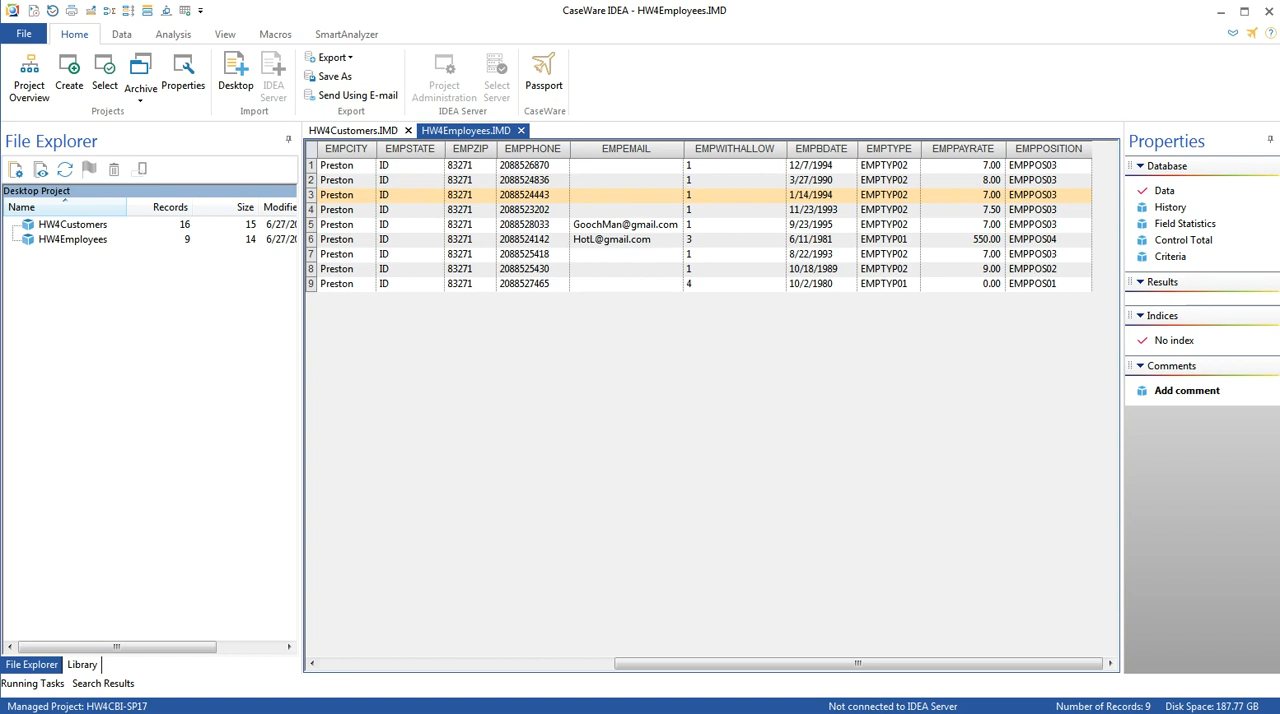 CaseWare IDEA - HW4Employees.IMD
File Home Data Analysis View Macros SmartAnalyzer
Project Overview Create Select Archive Properties Desktop IDEA Server Export Save As Send Using E-mail Project Administration Select Server Passport
Projects Import Export IDEA Server CaseWare
File Explorer
Desktop Project
Name Records Size Modifie
HW4Customers 16 15 6/27/20
HW4Employees 9 14 6/27/20
HW4Customers.IMD HW4Employees.IMD
EMPCITY EMPSTATE EMPZIP EMPPHONE EMPEMAIL EMPWITHALLOW EMPBDATE EMPTYPE EMPPAYRATE EMPPOSITION
1 Preston ID 83271 2088526870 1 12/7/1994 EMPTYP02 7.00 EMPPOS03
2 Preston ID 83271 2088524836 1 3/27/1990 EMPTYP02 8.00 EMPPOS03
3 Preston ID 83271 2088524443 1 1/14/1994 EMPTYP02 7.00 EMPPOS03
4 Preston ID 83271 2088523202 1 11/23/1993 EMPTYP02 7.50 EMPPOS03
5 Preston ID 83271 2088528033 GoochMan@gmail.com 1 9/23/1995 EMPTYP02 7.00 EMPPOS03
6 Preston ID 83271 2088524142 HotL@gmail.com 3 6/11/1981 EMPTYP01 550.00 EMPPOS04
7 Preston ID 83271 2088525418 1 8/22/1993 EMPTYP02 7.00 EMPPOS03
8 Preston ID 83271 2088525430 1 10/18/1989 EMPTYP02 9.00 EMPPOS02
9 Preston ID 83271 2088527465 4 10/2/1980 EMPTYP01 0.00 EMPPOS01
Properties
Database
Data
History
Field Statistics
Control Total
Criteria
Results
Indices
No index
Comments
Add comment
File Explorer Library
Running Tasks Search Results
Managed Project: HW4CBI-SP17 Not connected to IDEA Server Number of Records: 9 Disk Space: 187.77 GB